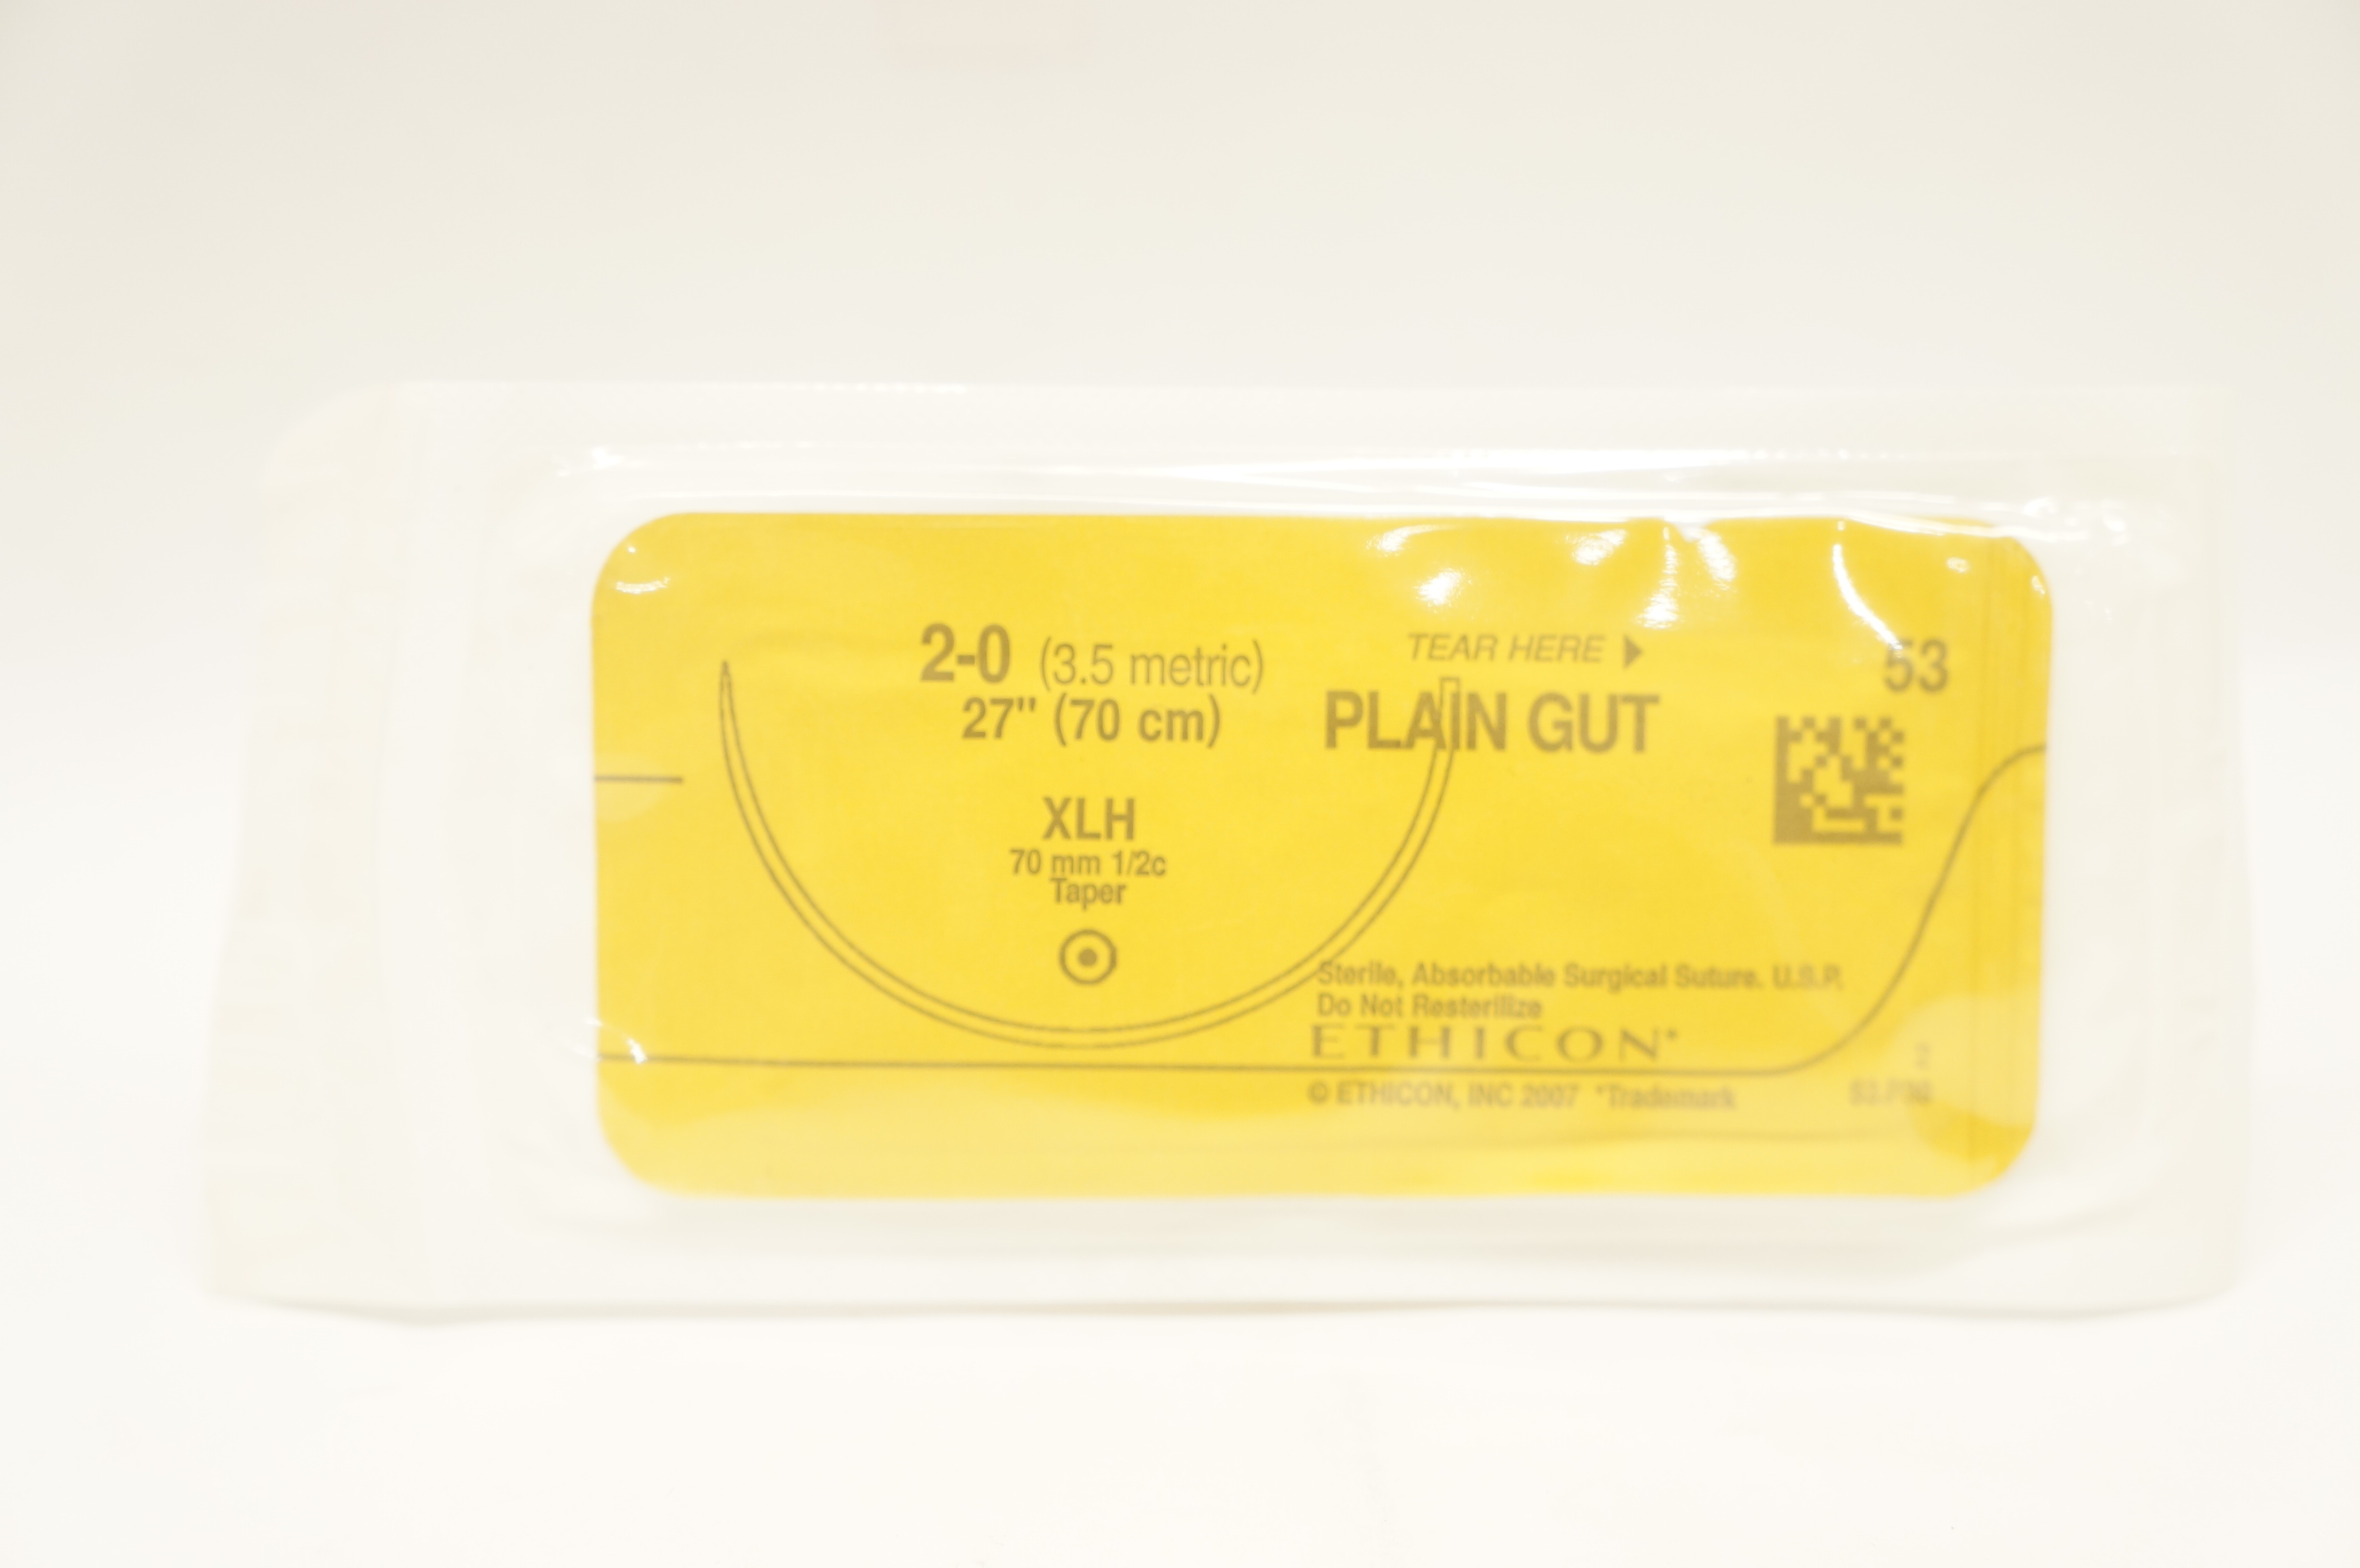 2-0 (3.5 metric)
27" (70 cm)
XLH
70 mm 1/2c
Taper
TEAR HERE
PLAIN GUT
53
Sterile, Absorbable Surgical Suture. U.S.P.
Do Not Resterilize
ETHICON*
© ETHICON, INC 2007 *Trademark